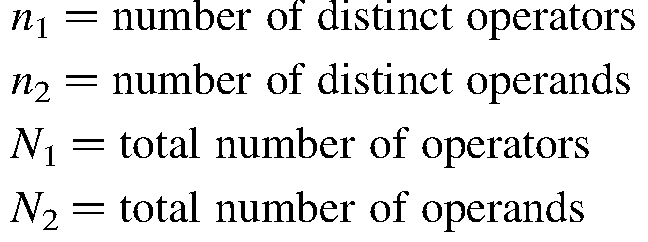 n₁ = number of distinct operators
n₂ = number of distinct operands
N₁ = total number of operators
N₂ = total number of operands